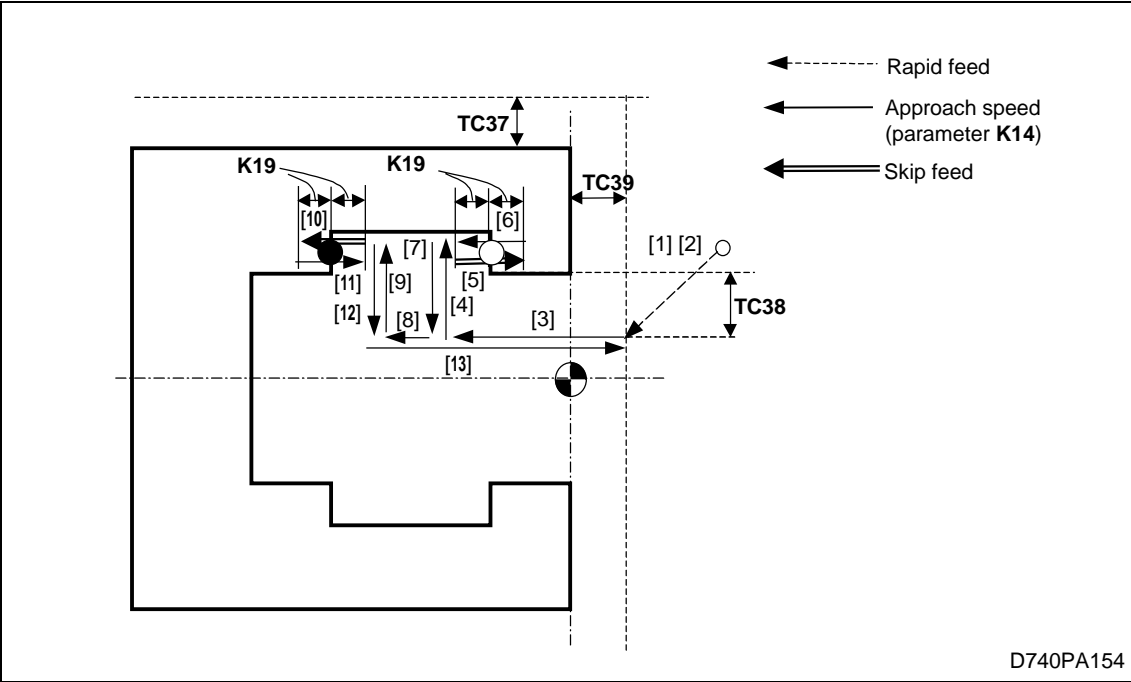 Rapid feed
Approach speed
(parameter K14)
Skip feed
TC37
K19
K19
TC39
[10]
[6]
[1] [2]
[7]
[11]
[9]
[5]
[12]
[8]
[4]
[3]
TC38
[13]
D740PA154